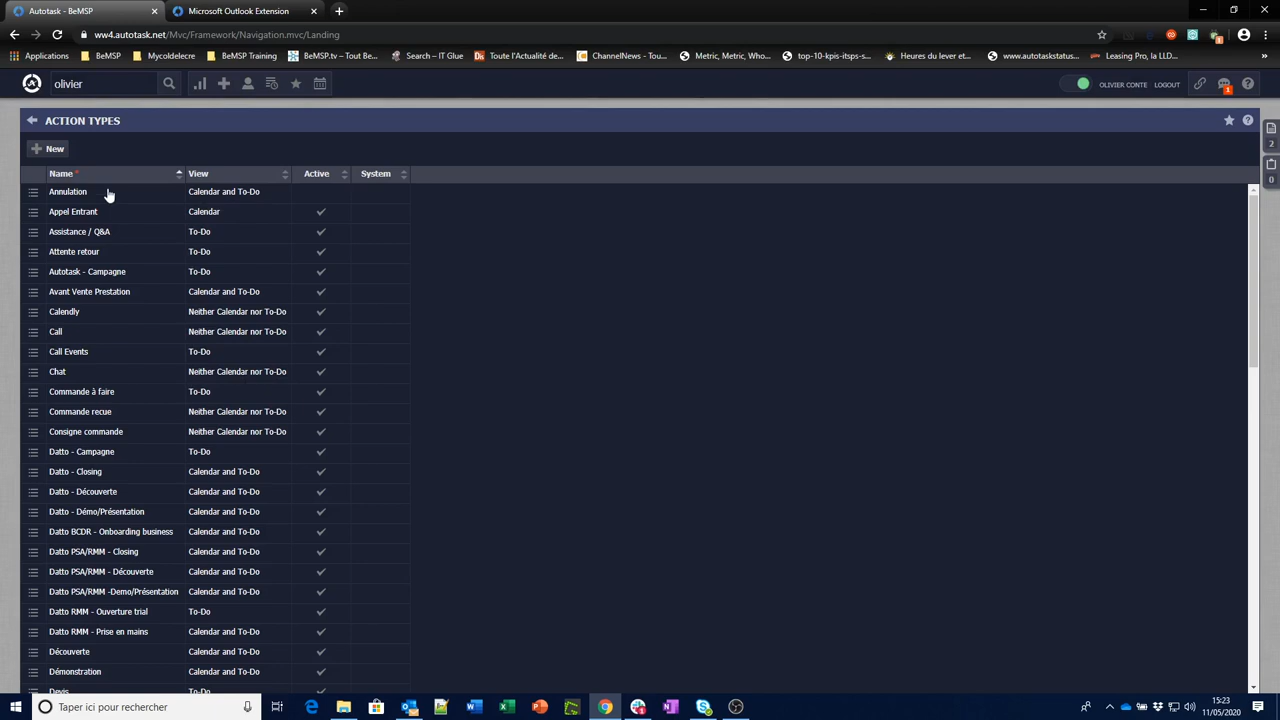 Autotask - BeMSP
Microsoft Outlook Extension
ww4.autotask.net/Mvc/Framework/Navigation.mvc/Landing
Applications
BeMSP
Mycoldelecre
BeMSP Training
BeMSP.tv – Tout Be...
Search – IT Glue
Toute l'Actualité de...
ChannelNews - Tou...
Metric, Metric, Who...
top-10-kpis-itsps-s...
Heures du lever et...
www.autotaskstatus...
Leasing Pro, la LLD...
olivier
OLIVIER CONTE
LOGOUT
1
ACTION TYPES
2
0
New
Name * View Active System
Annulation Calendar and To-Do
Appel Entrant Calendar
Assistance / Q&A To-Do
Attente retour To-Do
Autotask - Campagne To-Do
Avant Vente Prestation Calendar and To-Do
Calendly Neither Calendar nor To-Do
Call Neither Calendar nor To-Do
Call Events To-Do
Chat Neither Calendar nor To-Do
Commande à faire To-Do
Commande recue Neither Calendar nor To-Do
Consigne commande Neither Calendar nor To-Do
Datto - Campagne To-Do
Datto - Closing Calendar and To-Do
Datto - Découverte Calendar and To-Do
Datto - Démo/Présentation Calendar and To-Do
Datto BCDR - Onboarding business Calendar and To-Do
Datto PSA/RMM - Closing Calendar and To-Do
Datto PSA/RMM - Découverte Calendar and To-Do
Datto PSA/RMM - Démo/Présentation Calendar and To-Do
Datto RMM - Ouverture trial To-Do
Datto RMM - Prise en mains Calendar and To-Do
Découverte Calendar and To-Do
Démonstration Calendar and To-Do
Devis To-Do
Taper ici pour rechercher
15:23
11/05/2020